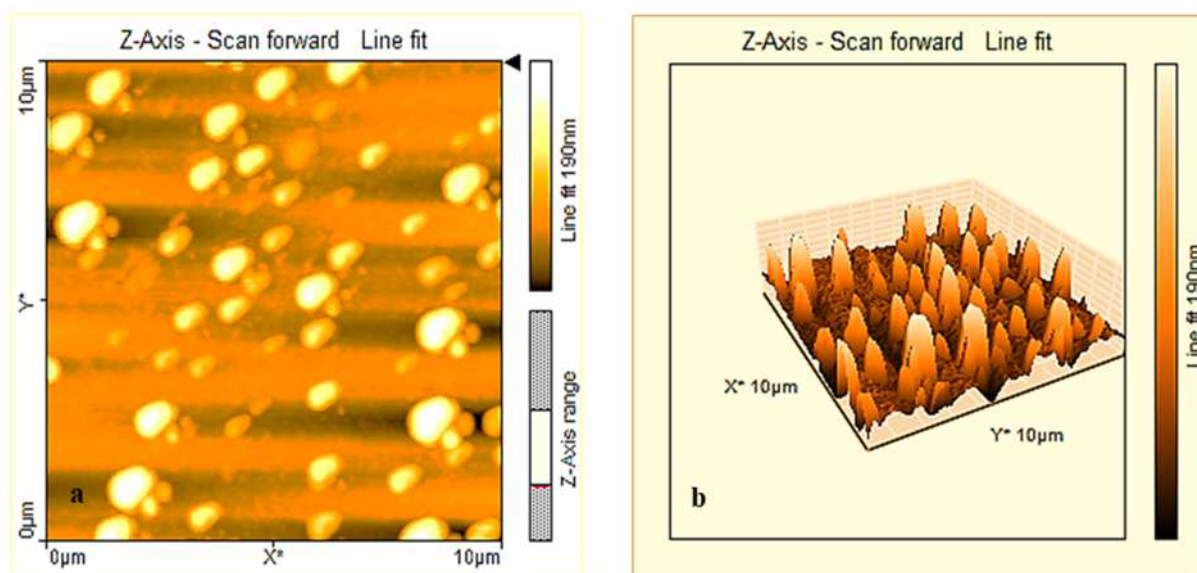 Z-Axis - Scan forward Line fit
10µm
Y*
0µm
0µm
X*
10µm
Line fit 190nm
Z-Axis range
a
Z-Axis - Scan forward Line fit
X* 10µm
Y* 10µm
Line fit 190nm
b